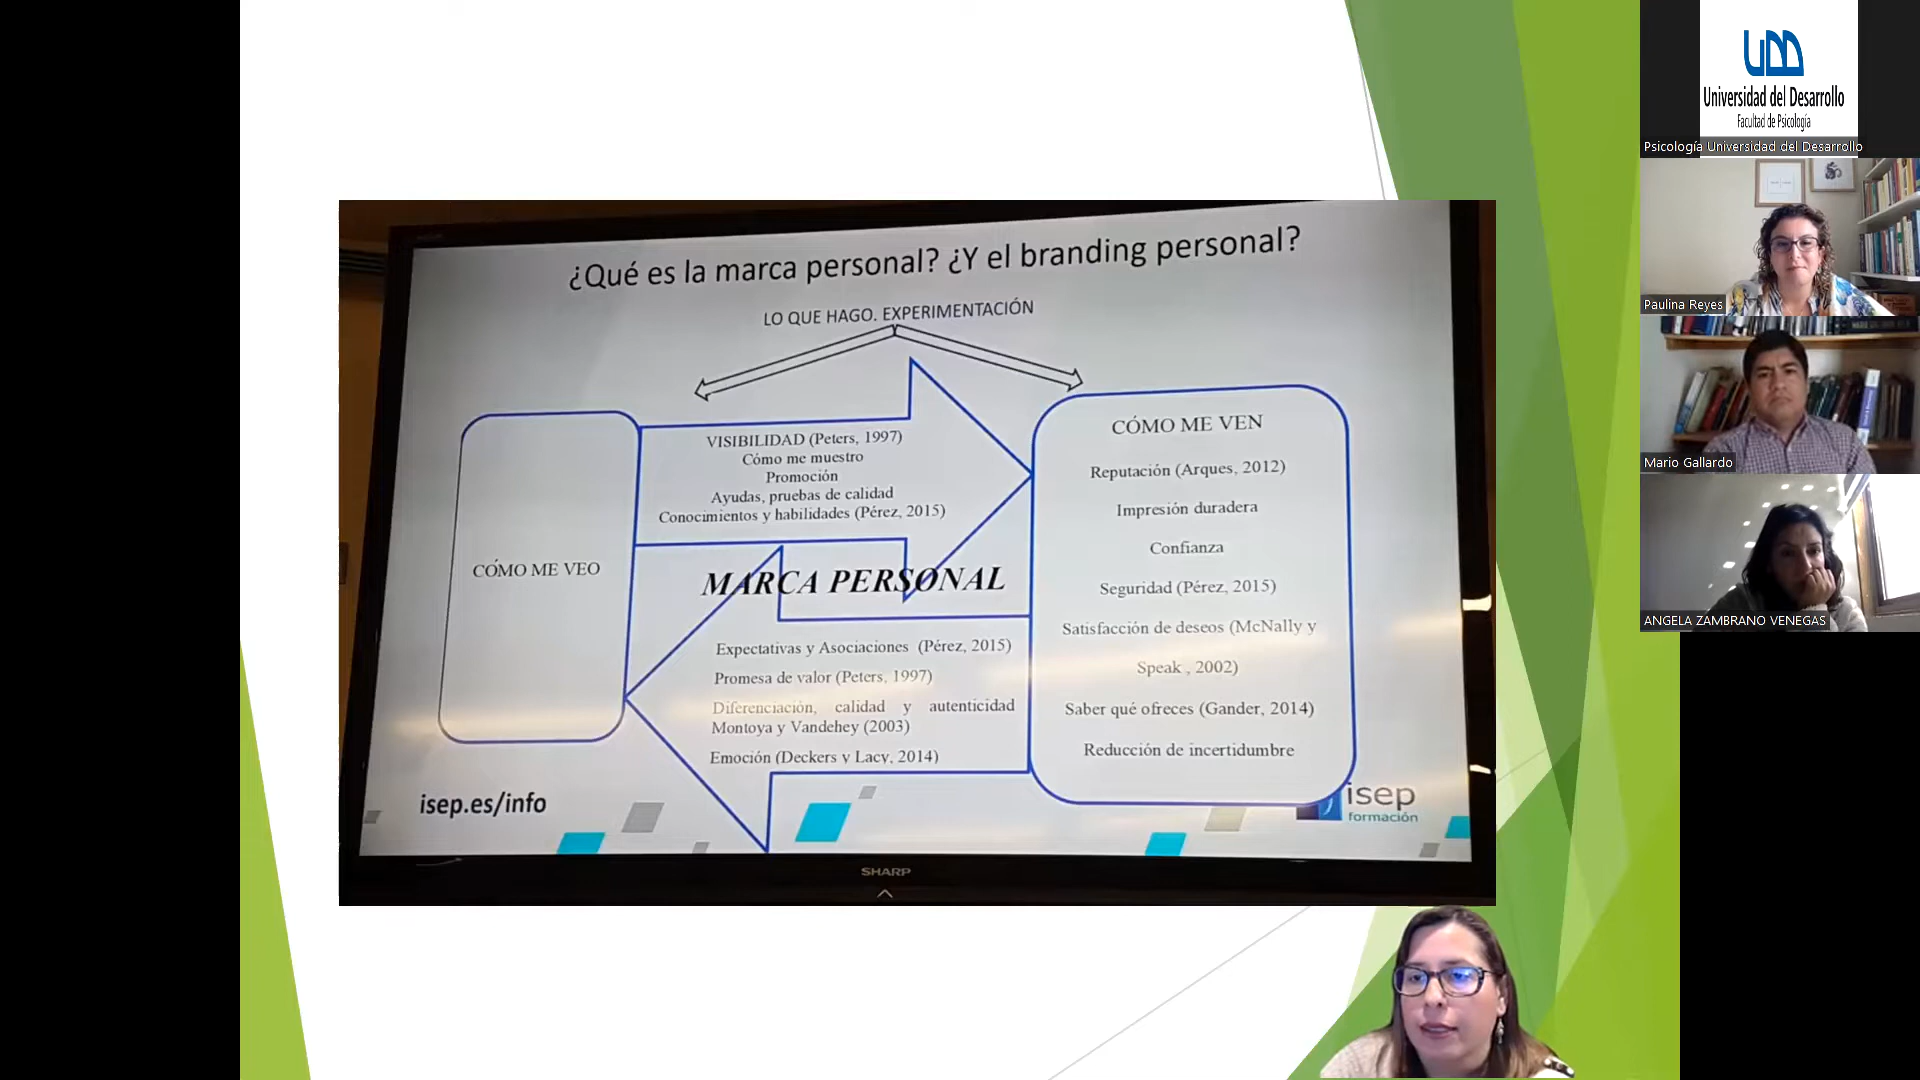 ¿Qué es la marca personal? ¿Y el branding personal?
LO QUE HAGO. EXPERIMENTACIÓN
CÓMO ME VEO
VISIBILIDAD (Peters, 1997)
Cómo me muestro
Promoción
Ayudas, pruebas de calidad
Conocimientos y habilidades (Pérez, 2015)
MARCA PERSONAL
Expectativas y Asociaciones (Pérez, 2015)
Promesa de valor (Peters, 1997)
Diferenciación, calidad y autenticidad
Montoya y Vandehey (2003)
Emoción (Deckers y Lacy, 2014)
CÓMO ME VEN
Reputación (Arques, 2012)
Impresión duradera
Confianza
Seguridad (Pérez, 2015)
Satisfacción de deseos (McNally y
Speak , 2002)
Saber qué ofreces (Gander, 2014)
Reducción de incertidumbre
isep.es/info
isep
formación
SHARP
UDD
Universidad del Desarrollo
Facultad de Psicología
Psicología Universidad del Desarrollo
Paulina Reyes
Mario Gallardo
ANGELA ZAMBRANO VENEGAS